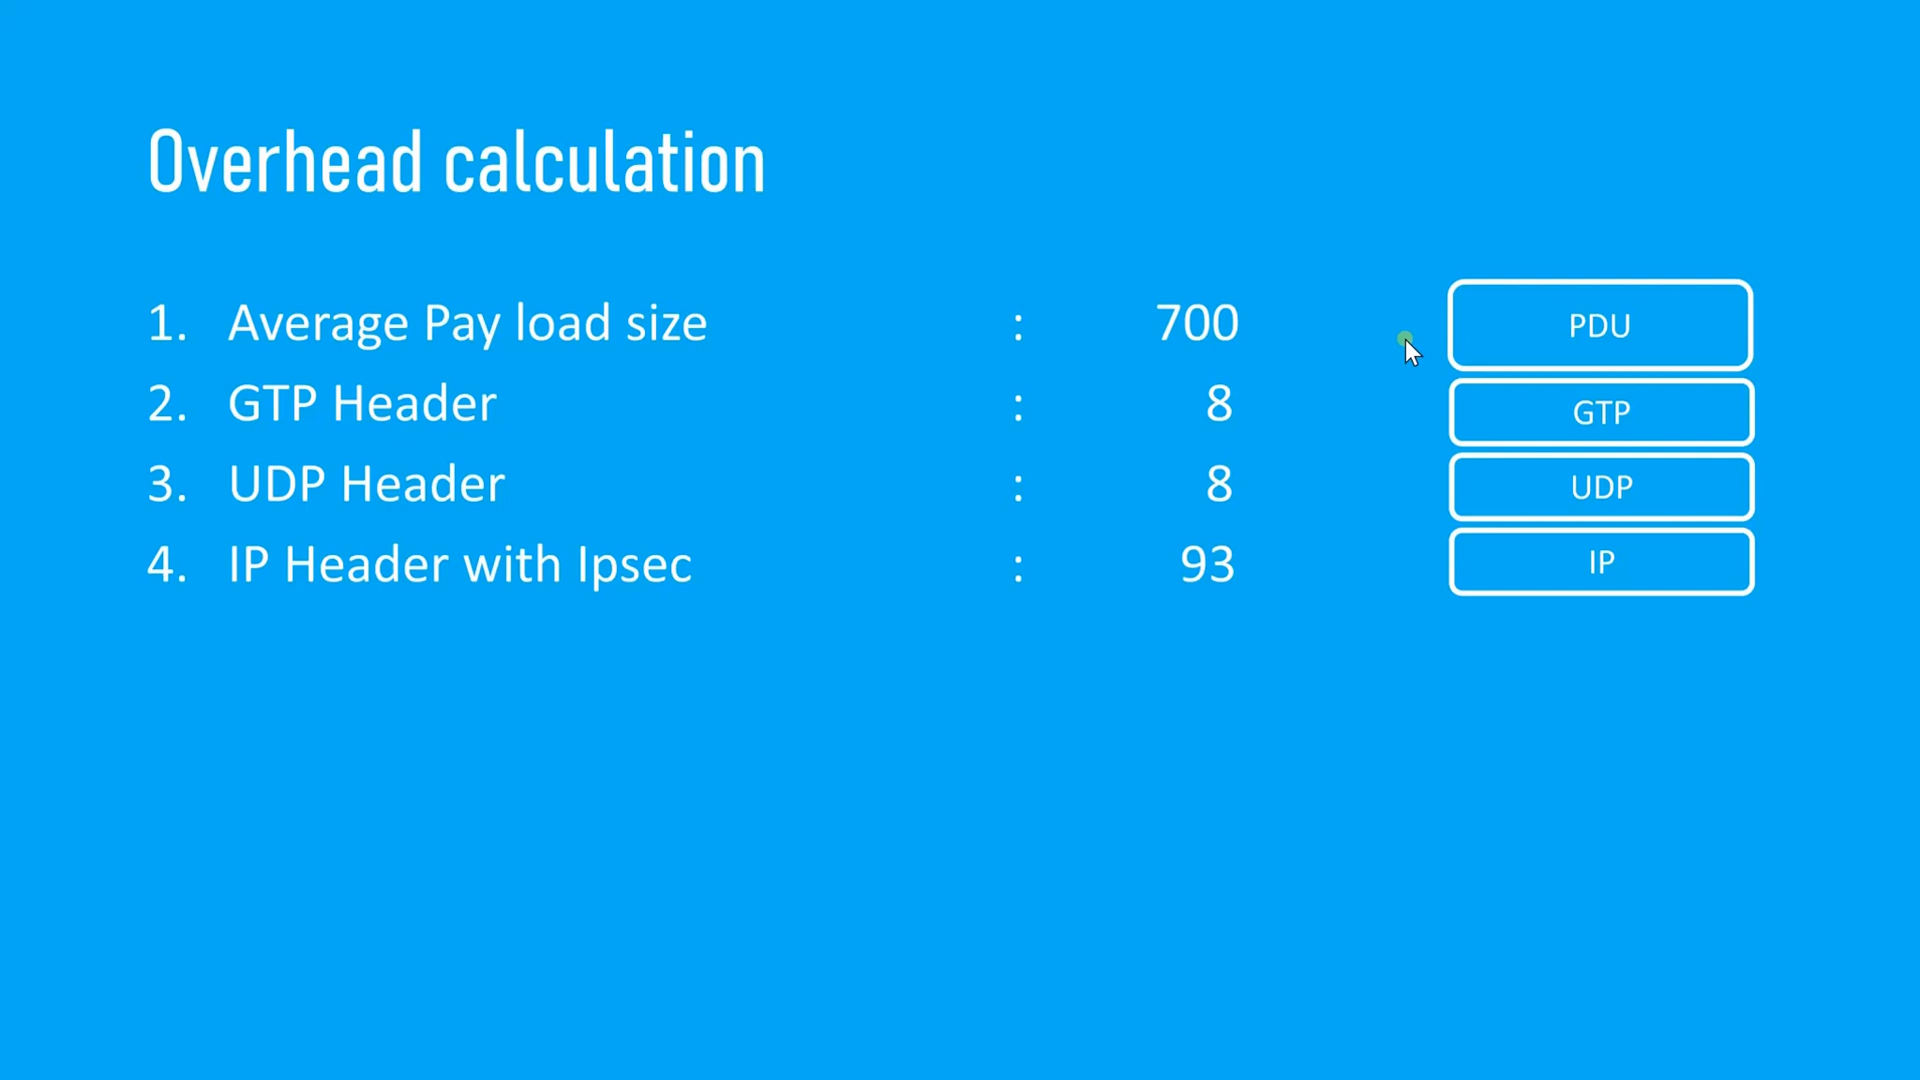 Overhead calculation
1. Average Pay load size : 700
2. GTP Header : 8
3. UDP Header : 8
4. IP Header with Ipsec : 93
PDU
GTP
UDP
IP